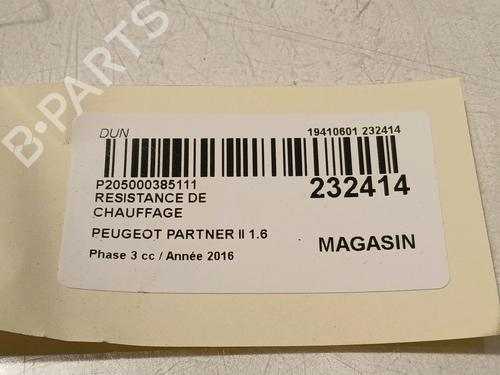 B-PARTS
DUN
19410601 232414
P205000385111
232414
RESISTANCE DE
CHAUFFAGE
PEUGEOT PARTNER II 1.6
MAGASIN
Phase 3 cc / Année 2016